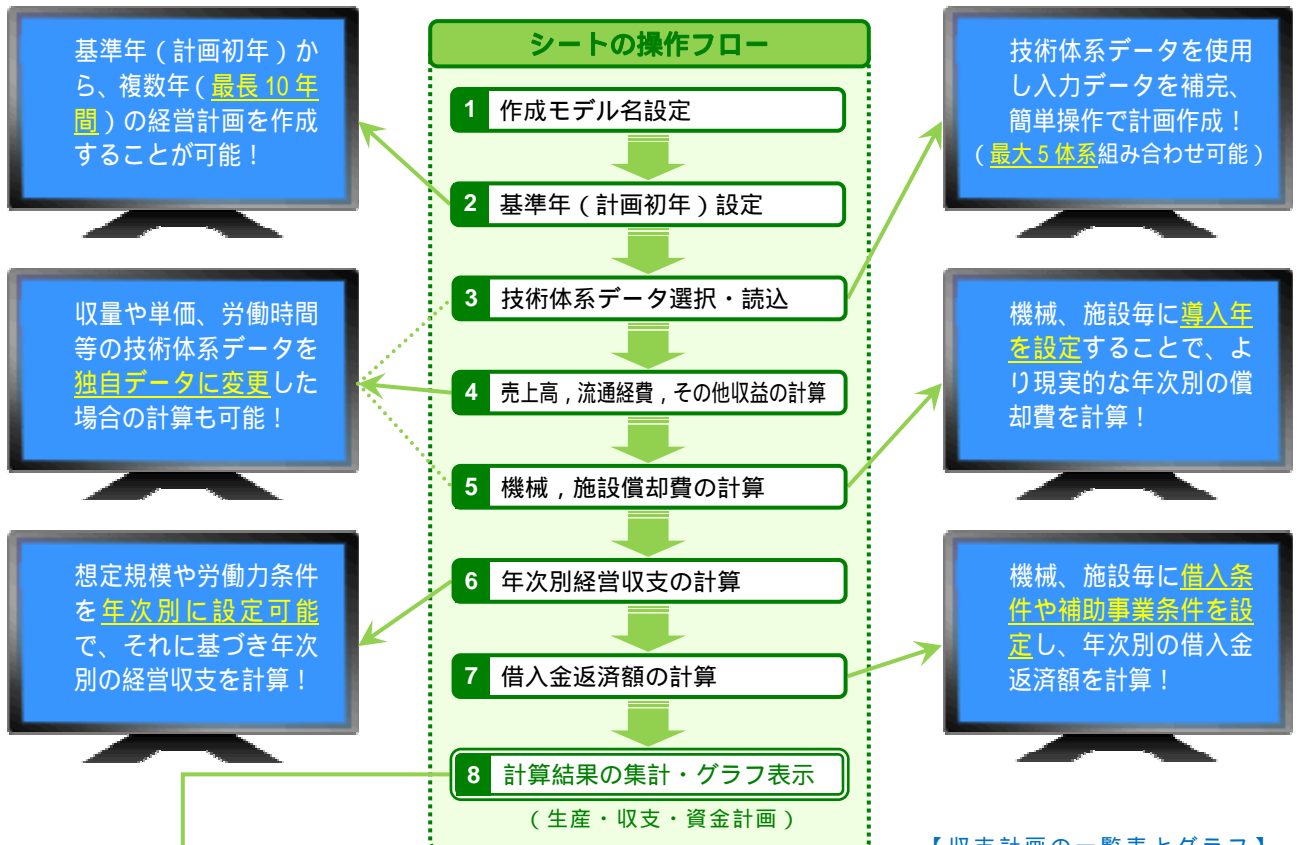 基準年（計画初年）か
ら、複数年（最長10年
間）の経営計画を作成
することが可能！
収量や単価、労働時間
等の技術体系データを
独自データに変更した
場合の計算も可能！
想定規模や労働力条件
を年次別に設定可能
で、それに基づき年次
別の経営収支を計算！
シートの操作フロー
1 作成モデル名設定
2 基準年（計画初年）設定
3 技術体系データ選択・読込
4 売上高，流通経費，その他収益の計算
5 機械，施設償却費の計算
6 年次別経営収支の計算
7 借入金返済額の計算
8 計算結果の集計・グラフ表示
（生産・収支・資金計画）
技術体系データを使用
し入力データを補完、
簡単操作で計画作成！
（最大5体系組み合わせ可能）
機械、施設毎に導入年
を設定することで、よ
り現実的な年次別の償
却費を計算！
機械、施設毎に借入条
件や補助事業条件を設
定し、年次別の借入金
返済額を計算！
【収支計画の一覧表とグラフ】